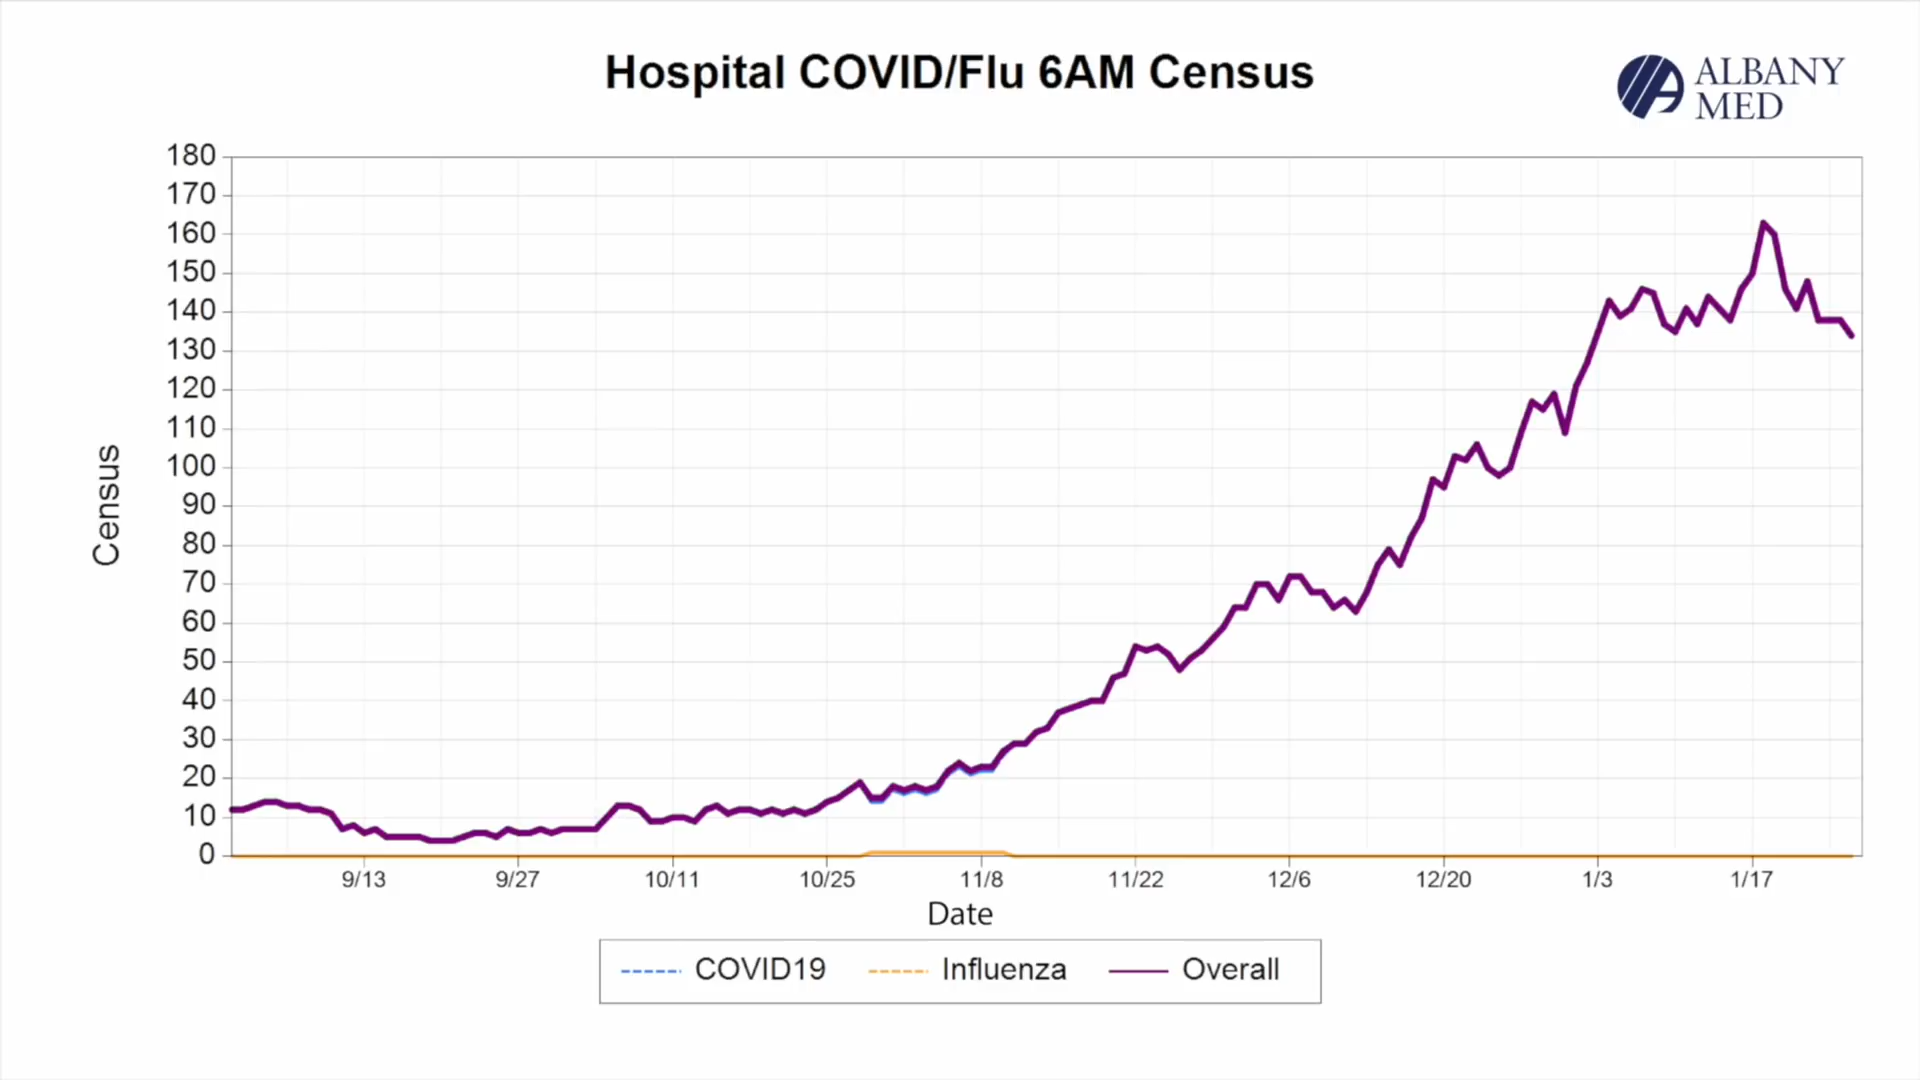 Hospital COVID/Flu 6AM Census
ALBANY
MED
180
170
160
150
140
130
120
110
100
90
80
70
60
50
40
30
20
10
0
Census
9/13 9/27 10/11 10/25 11/8 11/22 12/6 12/20 1/3 1/17
Date
COVID19 Influenza Overall